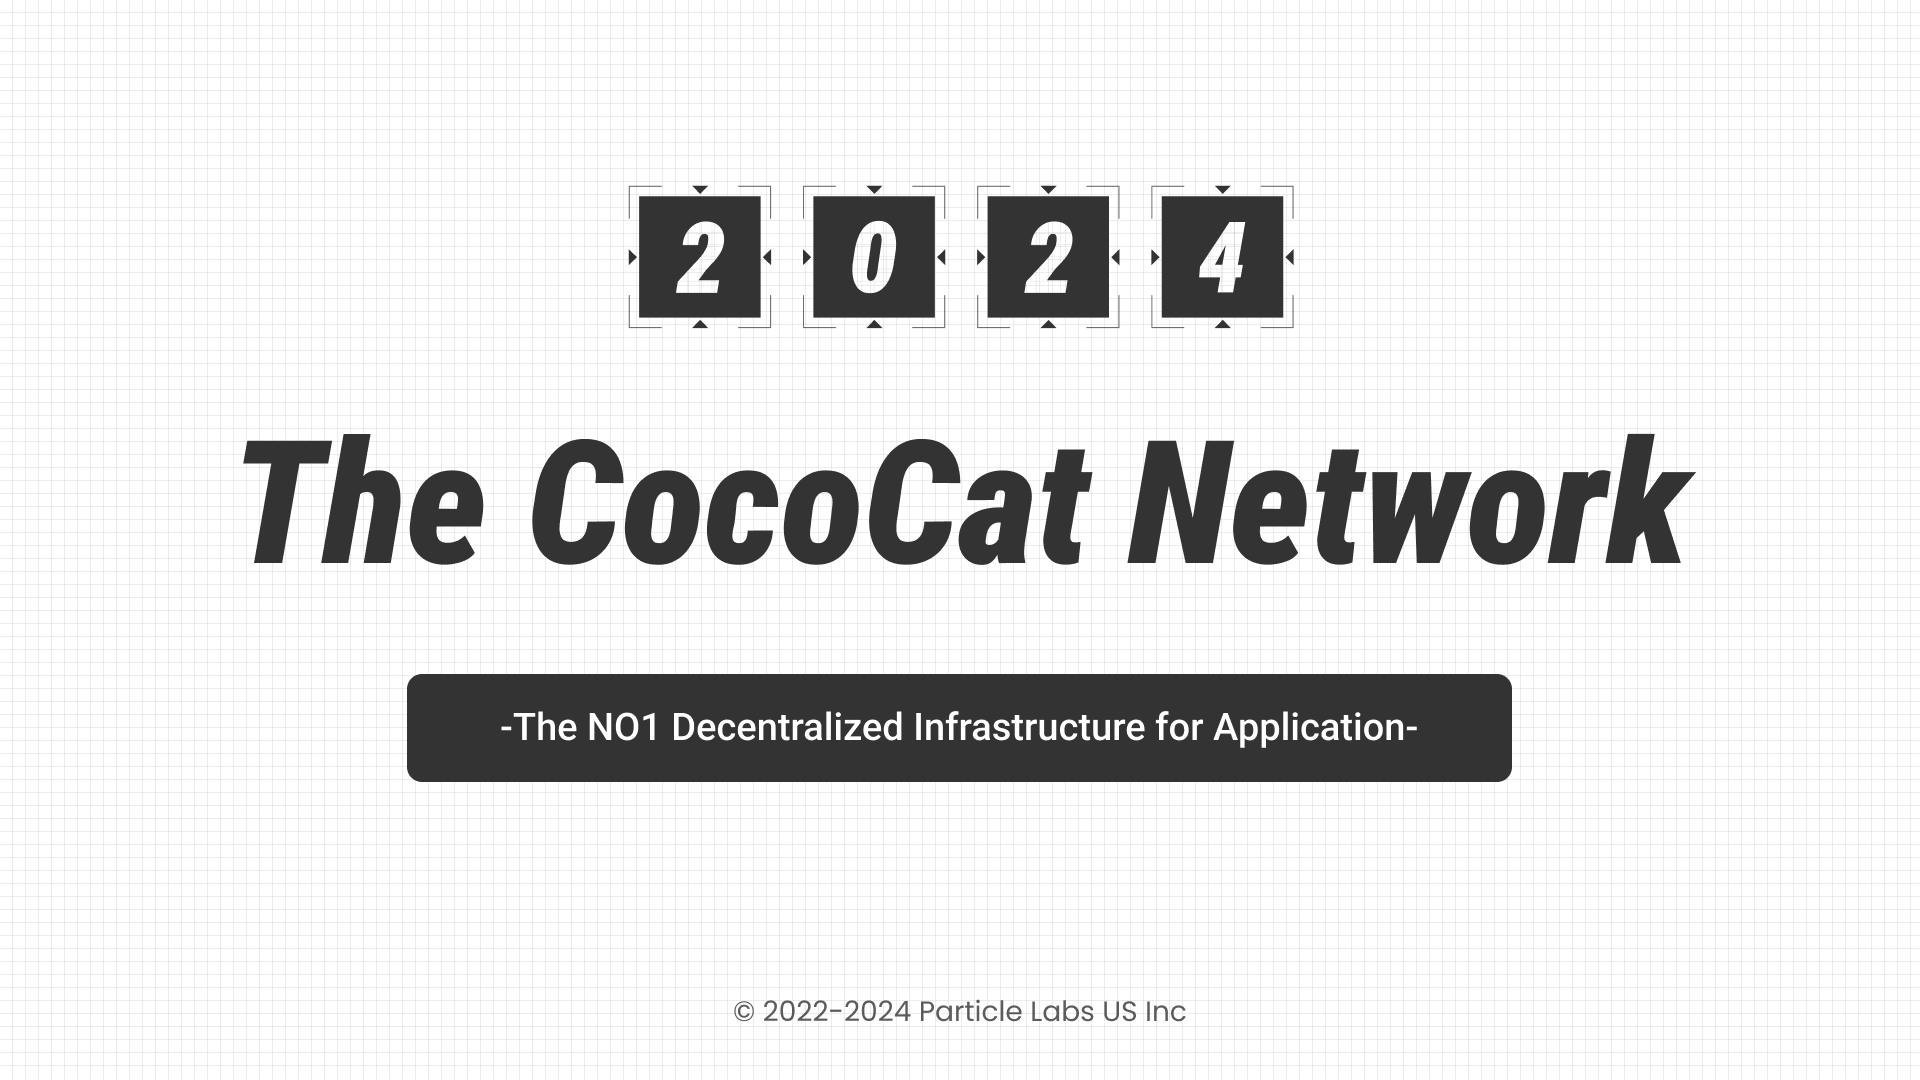 2024
The CocoCat Network
-The NO1 Decentralized Infrastructure for Application-
© 2022-2024 Particle Labs US Inc